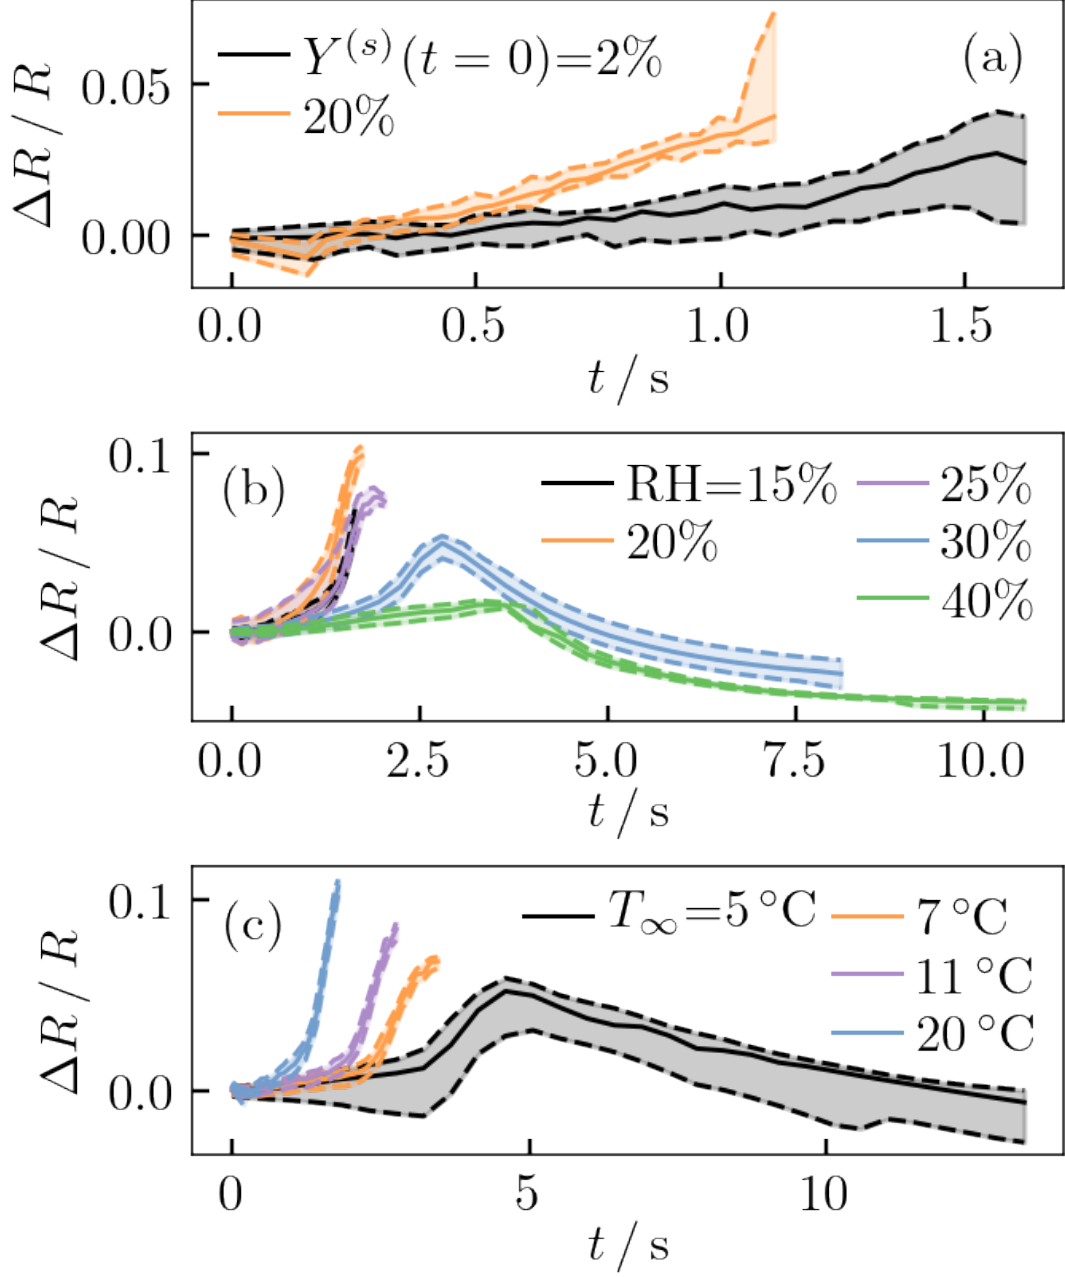 Y^(s)(t = 0)=2%
20%
(a)
ΔR / R
0.05
0.00
0.0 0.5 1.0 1.5
t / s
(b)
RH=15%
20%
25%
30%
40%
ΔR / R
0.1
0.0
0.0 2.5 5.0 7.5 10.0
t / s
(c)
T∞=5 °C
7 °C
11 °C
20 °C
ΔR / R
0.1
0.0
0 5 10
t / s